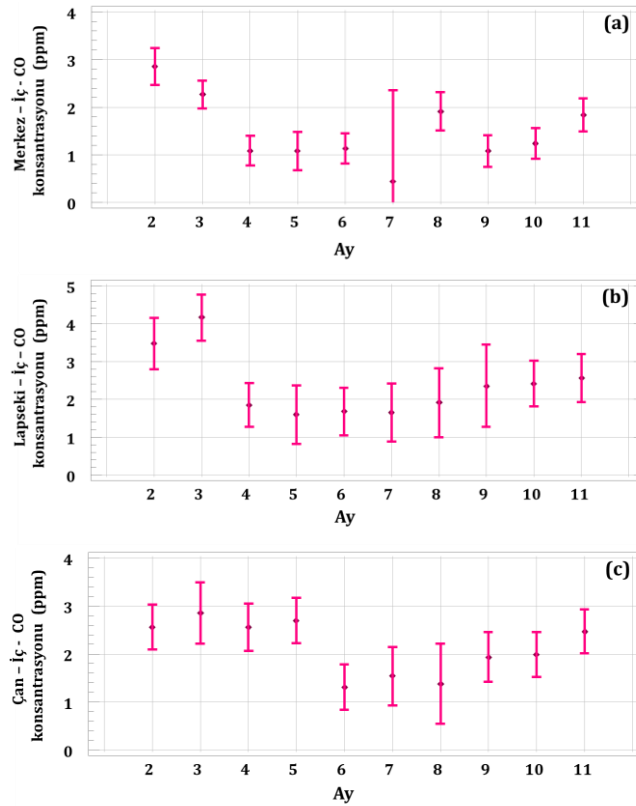 Merkez – İç - CO
konsantrasyonu (ppm)
4
3
2
1
0
(a)
2 3 4 5 6 7 8 9 10 11
Ay
Lapseki – İç – CO
konsantrasyonu (ppm)
5
4
3
2
1
0
(b)
2 3 4 5 6 7 8 9 10 11
Ay
Çan – İç - CO
konsantrasyonu (ppm)
4
3
2
1
0
(c)
2 3 4 5 6 7 8 9 10 11
Ay